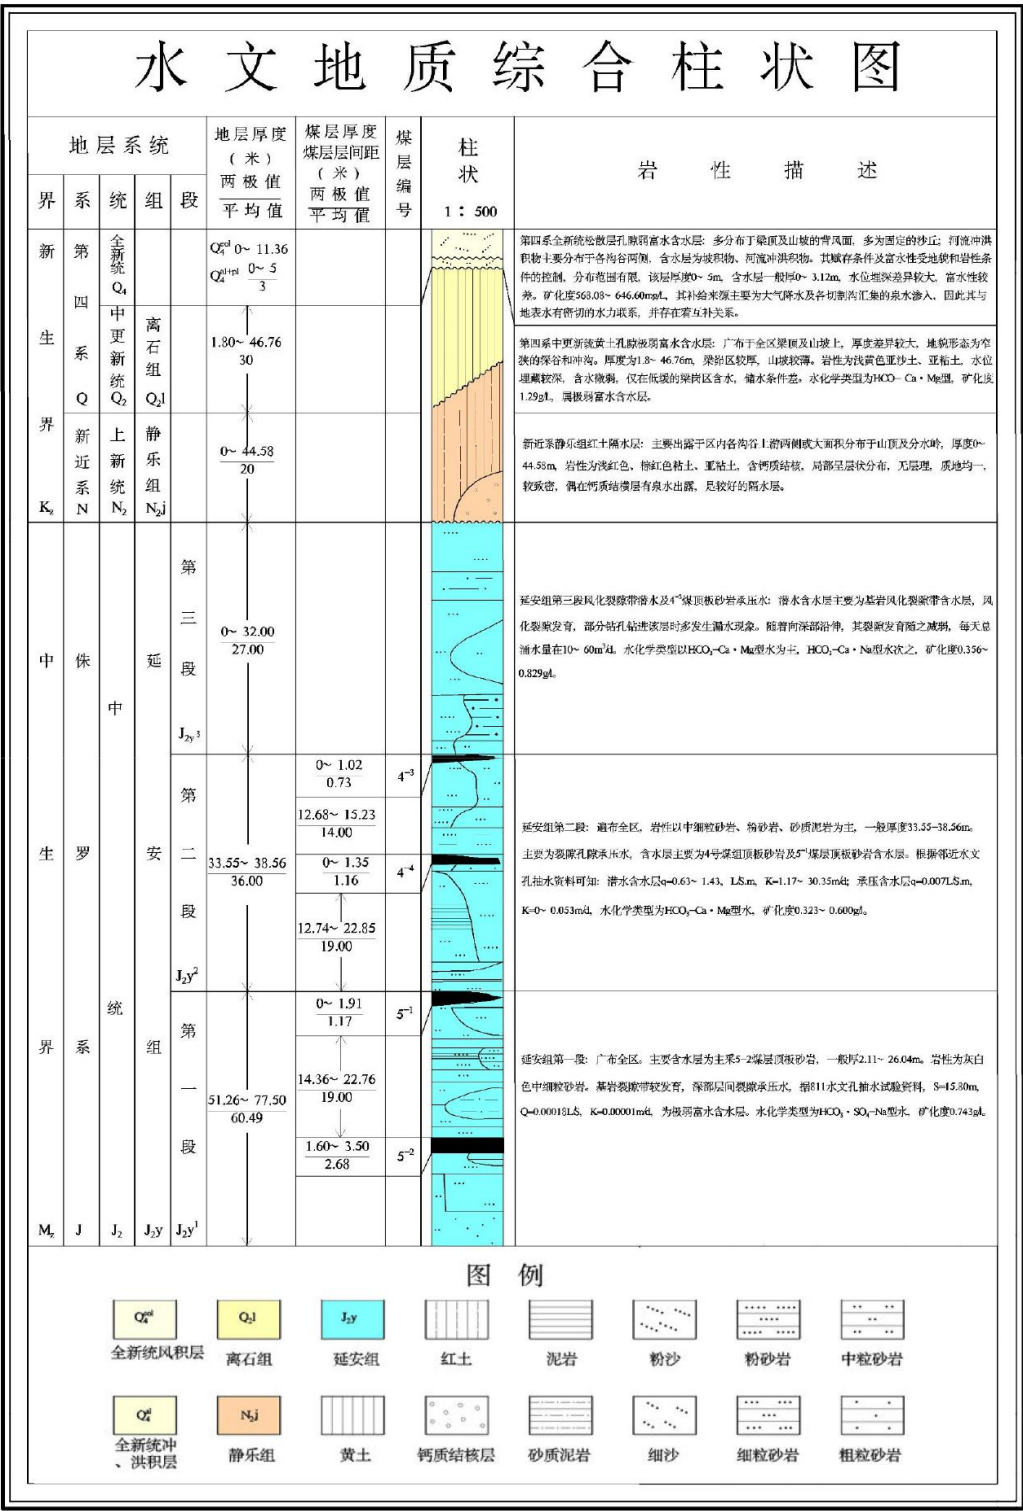 水文地质综合柱状图
地层系统
界 系 统 组 段
地层厚度
(米)
两极值
平均值
煤层厚度
煤层层间距
(米)
两极值
平均值
煤层编号
柱状
1：500
岩性描述
新生界 Kz
第四系 Q
全新统 Q4
Q4eol 0～11.36
Q4al+pl 0～5
3
第四系全新统松散层孔隙弱富水含水层：多分布于梁顶及山坡的背风面，多为固定的沙丘；河流冲洪
积物主要分布于各沟谷两侧，含水层为坡积物、河流冲洪积物。其赋存条件及富水性受地貌和岩性条
件的控制，分布范围有限，该层厚度0～5m，含水层一般厚0～3.12m，水位埋深差异较大，富水性较
差。矿化度568.08～646.60mg/L，其补给来源主要为大气降水及各切割沟汇集的泉水渗入，因此其与
地表水有密切的水力联系，并存在着互补关系。
中更新统 Q2
离石组 Q2l
1.80～46.76
30
第四系中更新统黄土孔隙极弱富水含水层：广布于全区梁顶及山坡上，厚度差异较大，地貌形态为窄
狭的深谷和冲沟。厚度为1.8～46.76m，梁峁区较厚，山坡较薄。岩性为浅黄色亚沙土、亚粘土，水位
埋藏较深，含水微弱，仅在低缓的梁岗区含水，储水条件差。水化学类型为HCO－Ca·Mg型，矿化度
1.29g/L，属极弱富水含水层。
新近系 N
上新统 N2
静乐组 N2j
0～44.58
20
新近系静乐组红土隔水层：主要出露于区内各沟谷上游两侧或大面积分布于山顶及分水岭，厚度0～
44.58m，岩性为浅红色、棕红色粘土、亚粘土，含钙质结核，局部呈层状分布，无层理，质地均一，
较致密，偶在钙质结横层有泉水出露，是较好的隔水层。
中生界 Mz
侏罗系 J
中统 J2
延安组 J2y
第三段 J2y3
0～32.00
27.00
延安组第三段风化裂隙带潜水及4-3煤顶板砂岩承压水：潜水含水层主要为基岩风化裂隙带含水层，风
化裂隙发育，部分钻孔钻进该层时多发生漏水现象。随着向深部沿伸，其裂隙发育随之减弱，每天总
涌水量在10～60m3/d，水化学类型以HCO3-Ca·Mg型水为主，HCO3-Ca·Na型水次之，矿化度0.356～
0.829g/L。
第二段 J2y2
33.55～38.56
36.00
0～1.02
0.73
4-3
12.68～15.23
14.00
0～1.35
1.16
4-4
12.74～22.85
19.00
延安组第二段：遍布全区，岩性以中细粒砂岩、粉砂岩、砂质泥岩为主，一般厚度33.55-38.56m。
主要为裂隙孔隙承压水，含水层主要为4号煤组顶板砂岩及5-1煤层顶板砂岩含水层。根据邻近水文
孔抽水资料可知：潜水含水层q=0.63～1.43，L/S.m，K=1.17～30.35m/d；承压含水层q=0.007L/S.m，
K=0～0.053m/d，水化学类型为HCO3-Ca·Mg型水，矿化度0.323～0.600g/L。
第一段 J2y1
51.26～77.50
60.49
0～1.91
1.17
5-1
14.36～22.76
19.00
1.60～3.50
2.68
5-2
延安组第一段：广布全区。主要含水层为主采5-2煤层顶板砂岩，一般厚2.11～26.04m。岩性为灰白
色中细粒砂岩。基岩裂隙带较发育，深部层间裂隙承压水，据811水文孔抽水试验资料，S=15.80m，
Q=0.00018L/S，K=0.00001m/d，为极弱富水含水层。水化学类型为HCO3·SO4-Na型水，矿化度0.743g/L。
图例
Q4eol Q2l J2y
全新统风积层 离石组 延安组 红土 泥岩 粉沙 粉砂岩 中粒砂岩
Q4al N2j
全新统冲、洪积层 静乐组 黄土 钙质结核层 砂质泥岩 细沙 细粒砂岩 粗粒砂岩